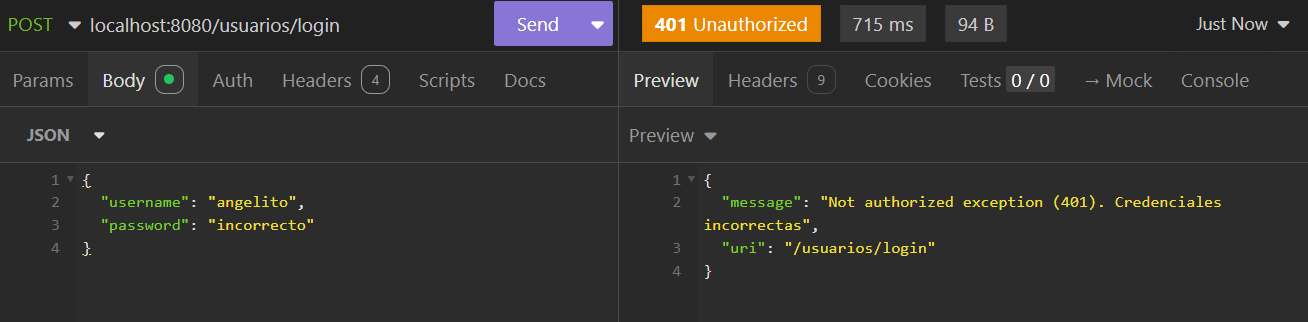 POST localhost:8080/usuarios/login Send 401 Unauthorized 715 ms 94 B Just Now
Params Body Auth Headers 4 Scripts Docs Preview Headers 9 Cookies Tests 0 / 0 → Mock Console
JSON Preview
1 {
2 "username": "angelito",
3 "password": "incorrecto"
4 }
1 {
2 "message": "Not authorized exception (401). Credenciales
incorrectas",
3 "uri": "/usuarios/login"
4 }